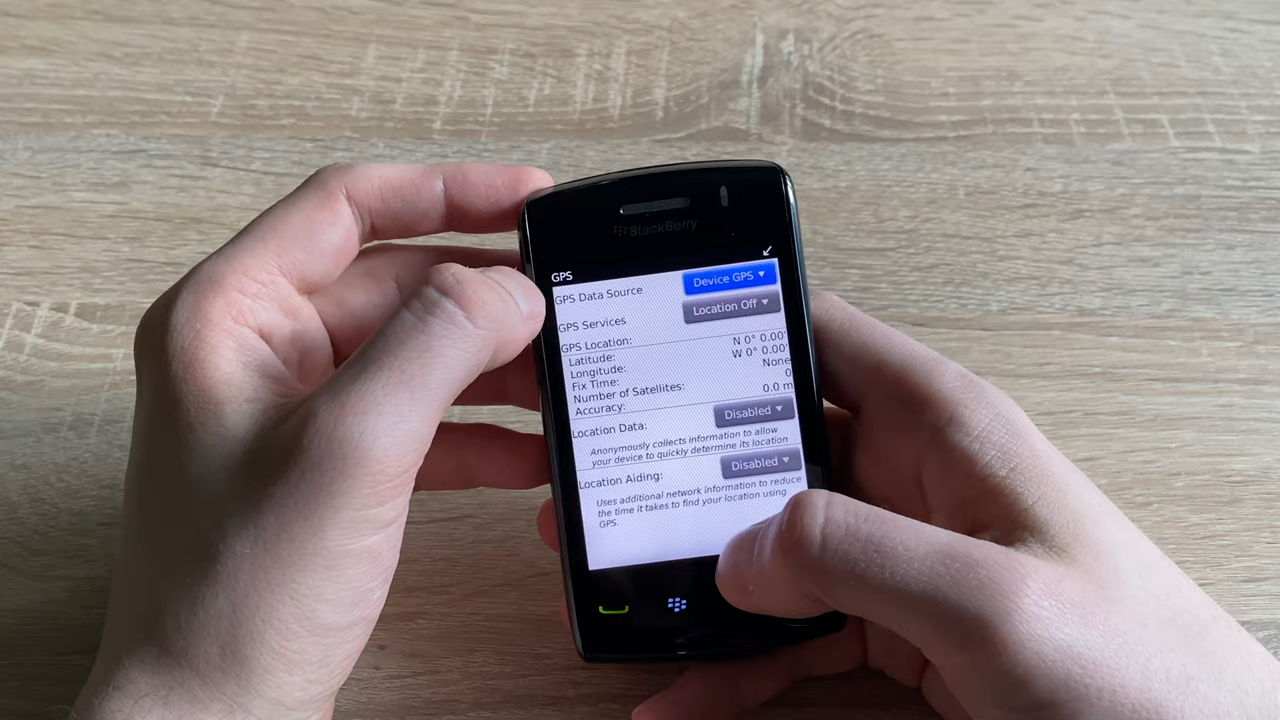 BlackBerry
GPS
GPS Data Source Device GPS
GPS Services Location Off
GPS Location:
Latitude: N 0° 0.00'
Longitude: W 0° 0.00'
Fix Time: None
Number of Satellites: 0
Accuracy: 0.0 m
Location Data: Disabled
Anonymously collects information to allow
your device to quickly determine its location
Location Aiding: Disabled
Uses additional network information to reduce
the time it takes to find your location using
GPS.